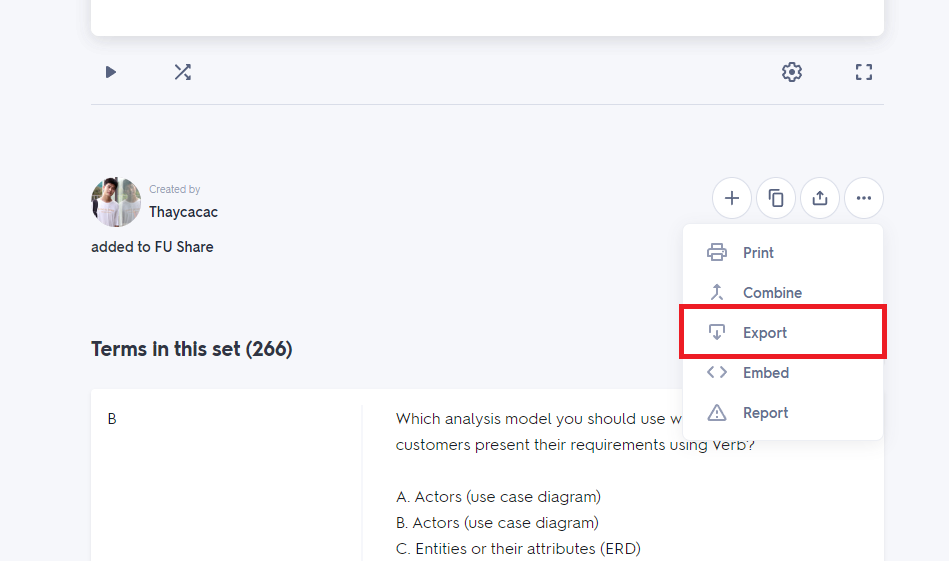 Created by
Thaycacac
added to FU Share
Print
Combine
Export
Embed
Report
Terms in this set (266)
B
Which analysis model you should use w
customers present their requirements using Verb?
A. Actors (use case diagram)
B. Actors (use case diagram)
C. Entities or their attributes (ERD)